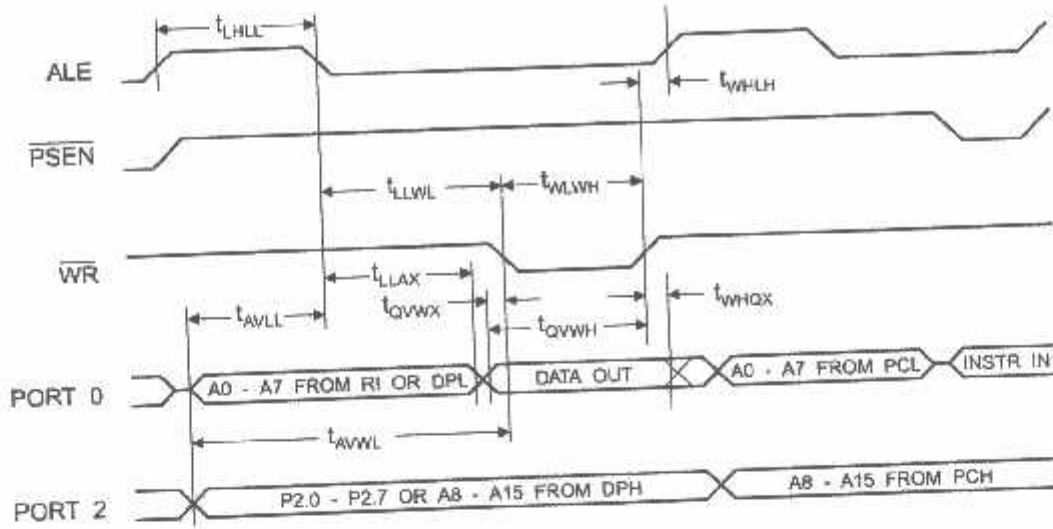 tLHLL
ALE
tWHLH
PSEN
tLLWL
tWLWH
WR
tLLAX
tQVWX
tWHQX
tAVLL
tQVWH
PORT 0
A0 - A7 FROM RI OR DPL
DATA OUT
A0 - A7 FROM PCL
INSTR IN
tAVWL
PORT 2
P2.0 - P2.7 OR A8 - A15 FROM DPH
A8 - A15 FROM PCH